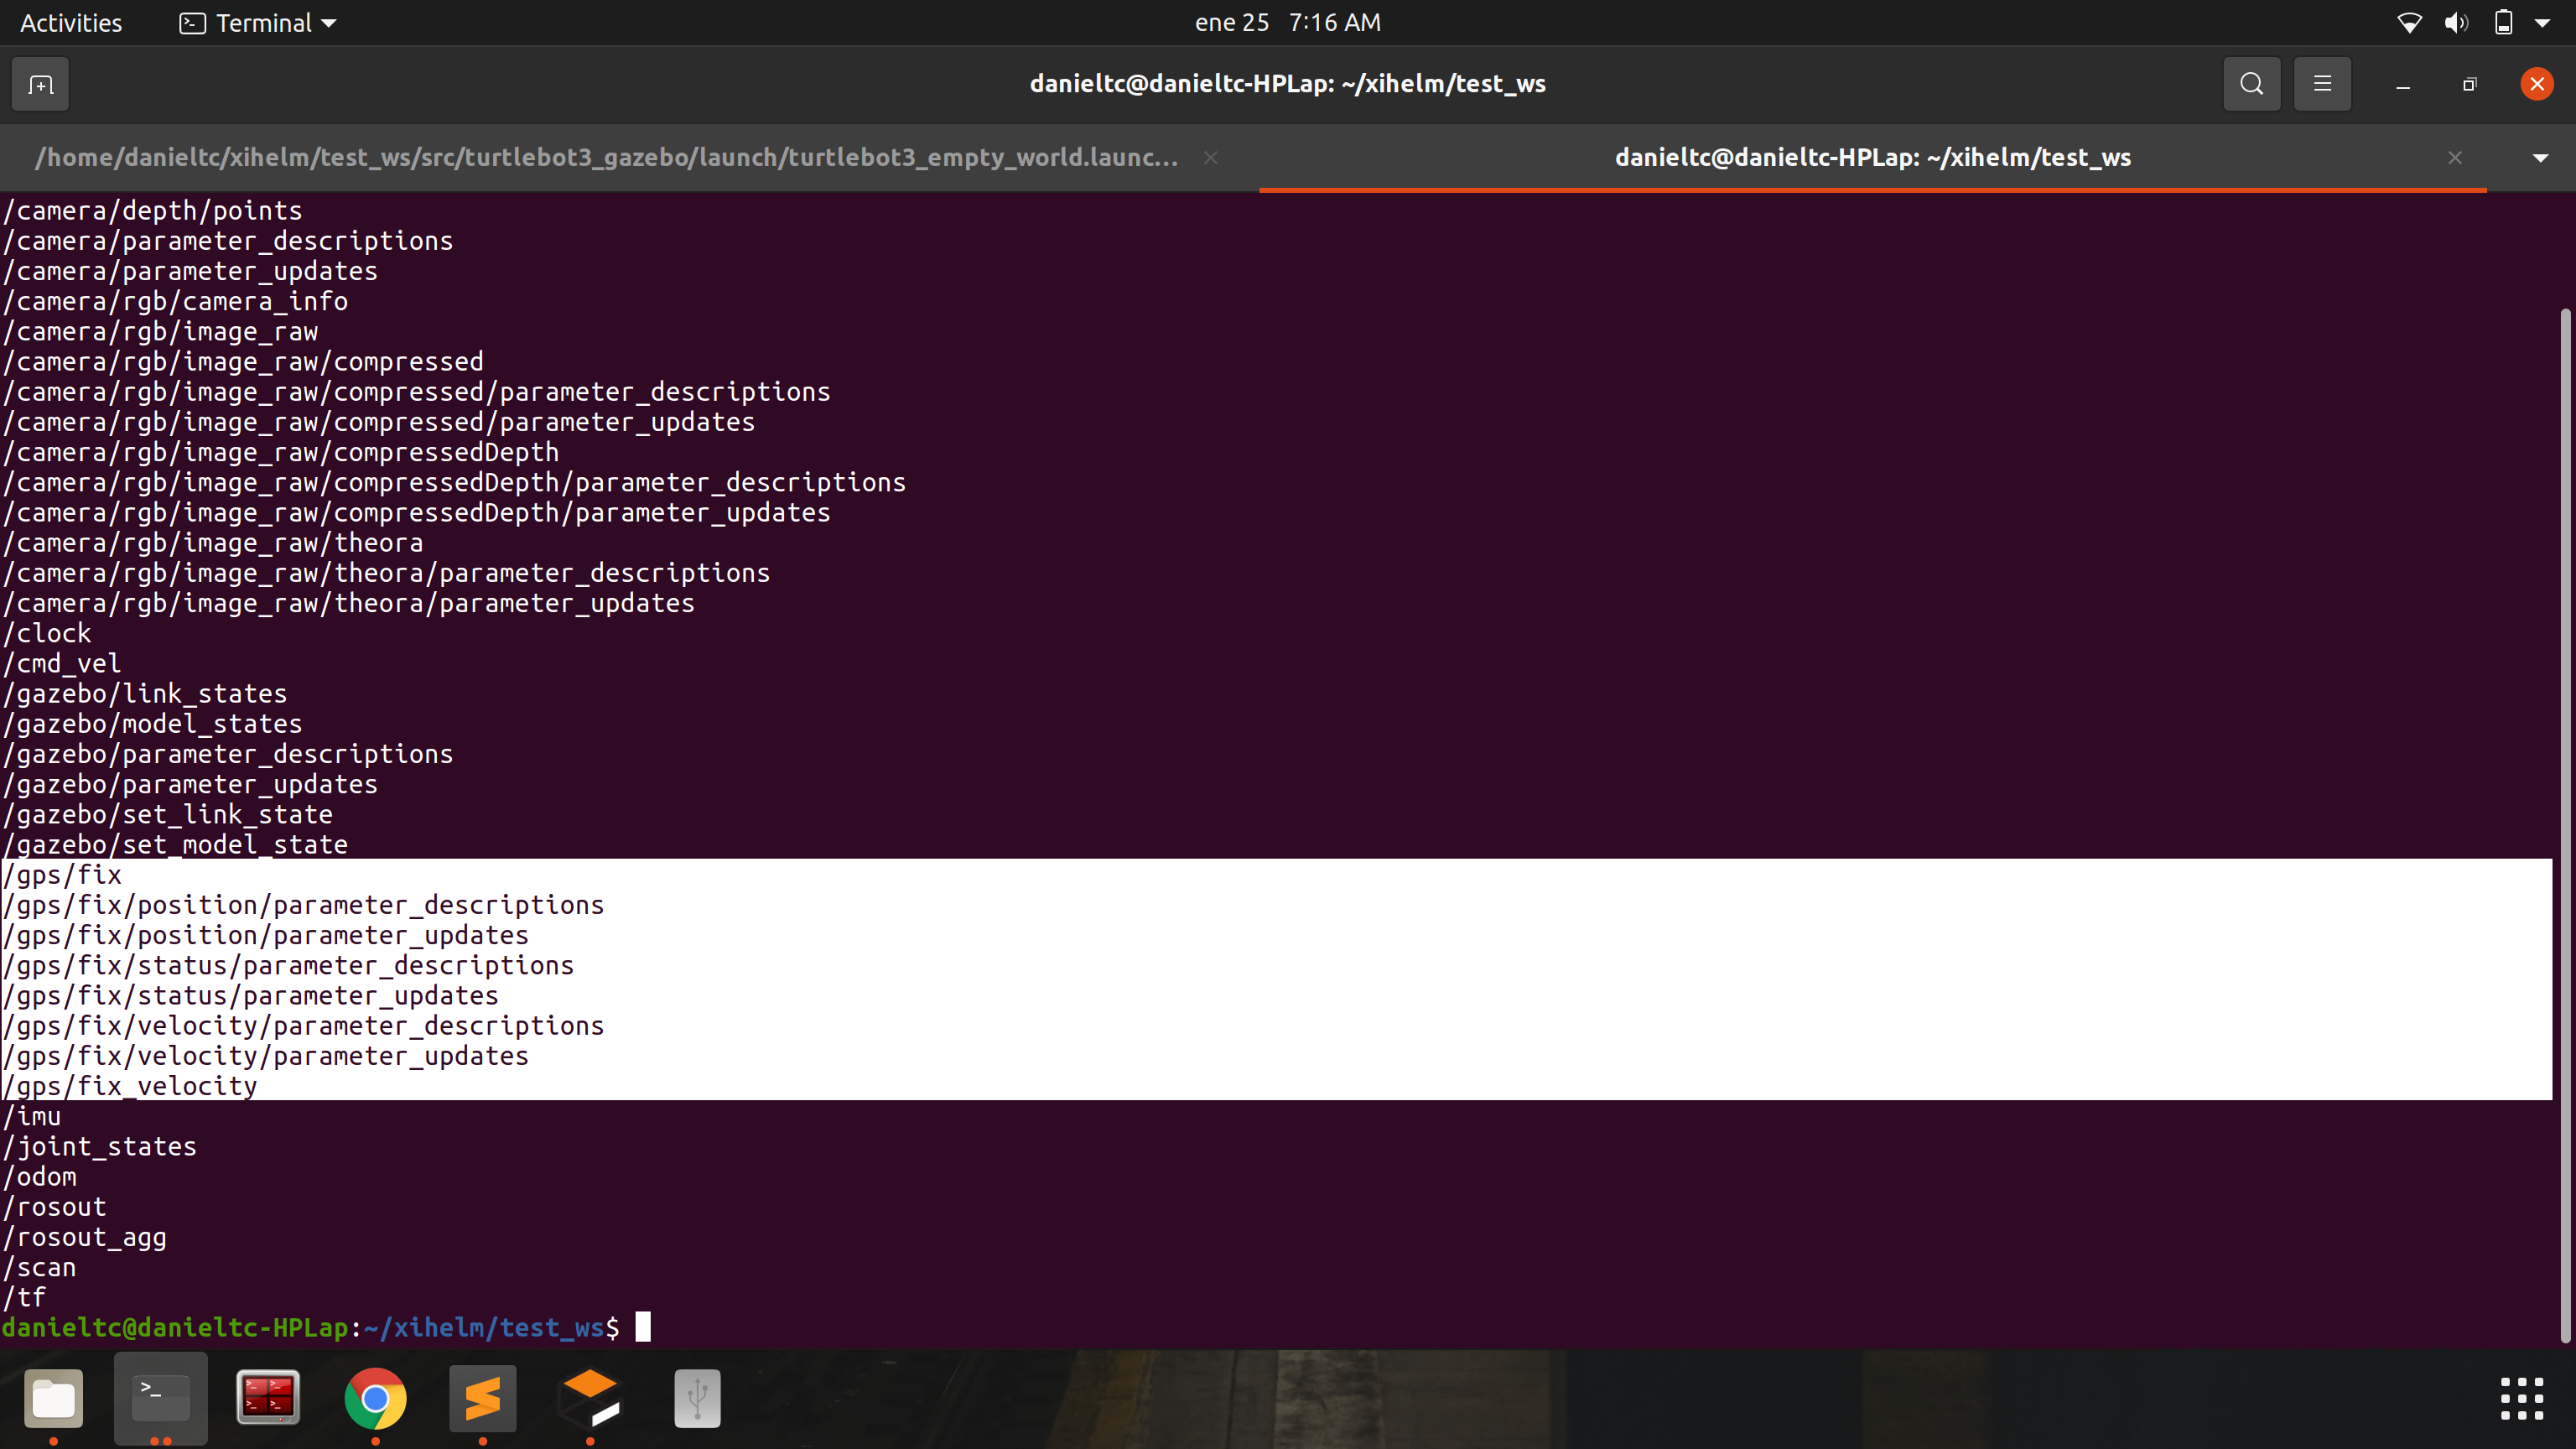 Activities
Terminal
ene 25 7:16 AM
danieltc@danieltc-HPLap: ~/xihelm/test_ws
/home/danieltc/xihelm/test_ws/src/turtlebot3_gazebo/launch/turtlebot3_empty_world.launc...
danieltc@danieltc-HPLap: ~/xihelm/test_ws
/camera/depth/points
/camera/parameter_descriptions
/camera/parameter_updates
/camera/rgb/camera_info
/camera/rgb/image_raw
/camera/rgb/image_raw/compressed
/camera/rgb/image_raw/compressed/parameter_descriptions
/camera/rgb/image_raw/compressed/parameter_updates
/camera/rgb/image_raw/compressedDepth
/camera/rgb/image_raw/compressedDepth/parameter_descriptions
/camera/rgb/image_raw/compressedDepth/parameter_updates
/camera/rgb/image_raw/theora
/camera/rgb/image_raw/theora/parameter_descriptions
/camera/rgb/image_raw/theora/parameter_updates
/clock
/cmd_vel
/gazebo/link_states
/gazebo/model_states
/gazebo/parameter_descriptions
/gazebo/parameter_updates
/gazebo/set_link_state
/gazebo/set_model_state
/gps/fix
/gps/fix/position/parameter_descriptions
/gps/fix/position/parameter_updates
/gps/fix/status/parameter_descriptions
/gps/fix/status/parameter_updates
/gps/fix/velocity/parameter_descriptions
/gps/fix/velocity/parameter_updates
/gps/fix_velocity
/imu
/joint_states
/odom
/rosout
/rosout_agg
/scan
/tf
danieltc@danieltc-HPLap:~/xihelm/test_ws$